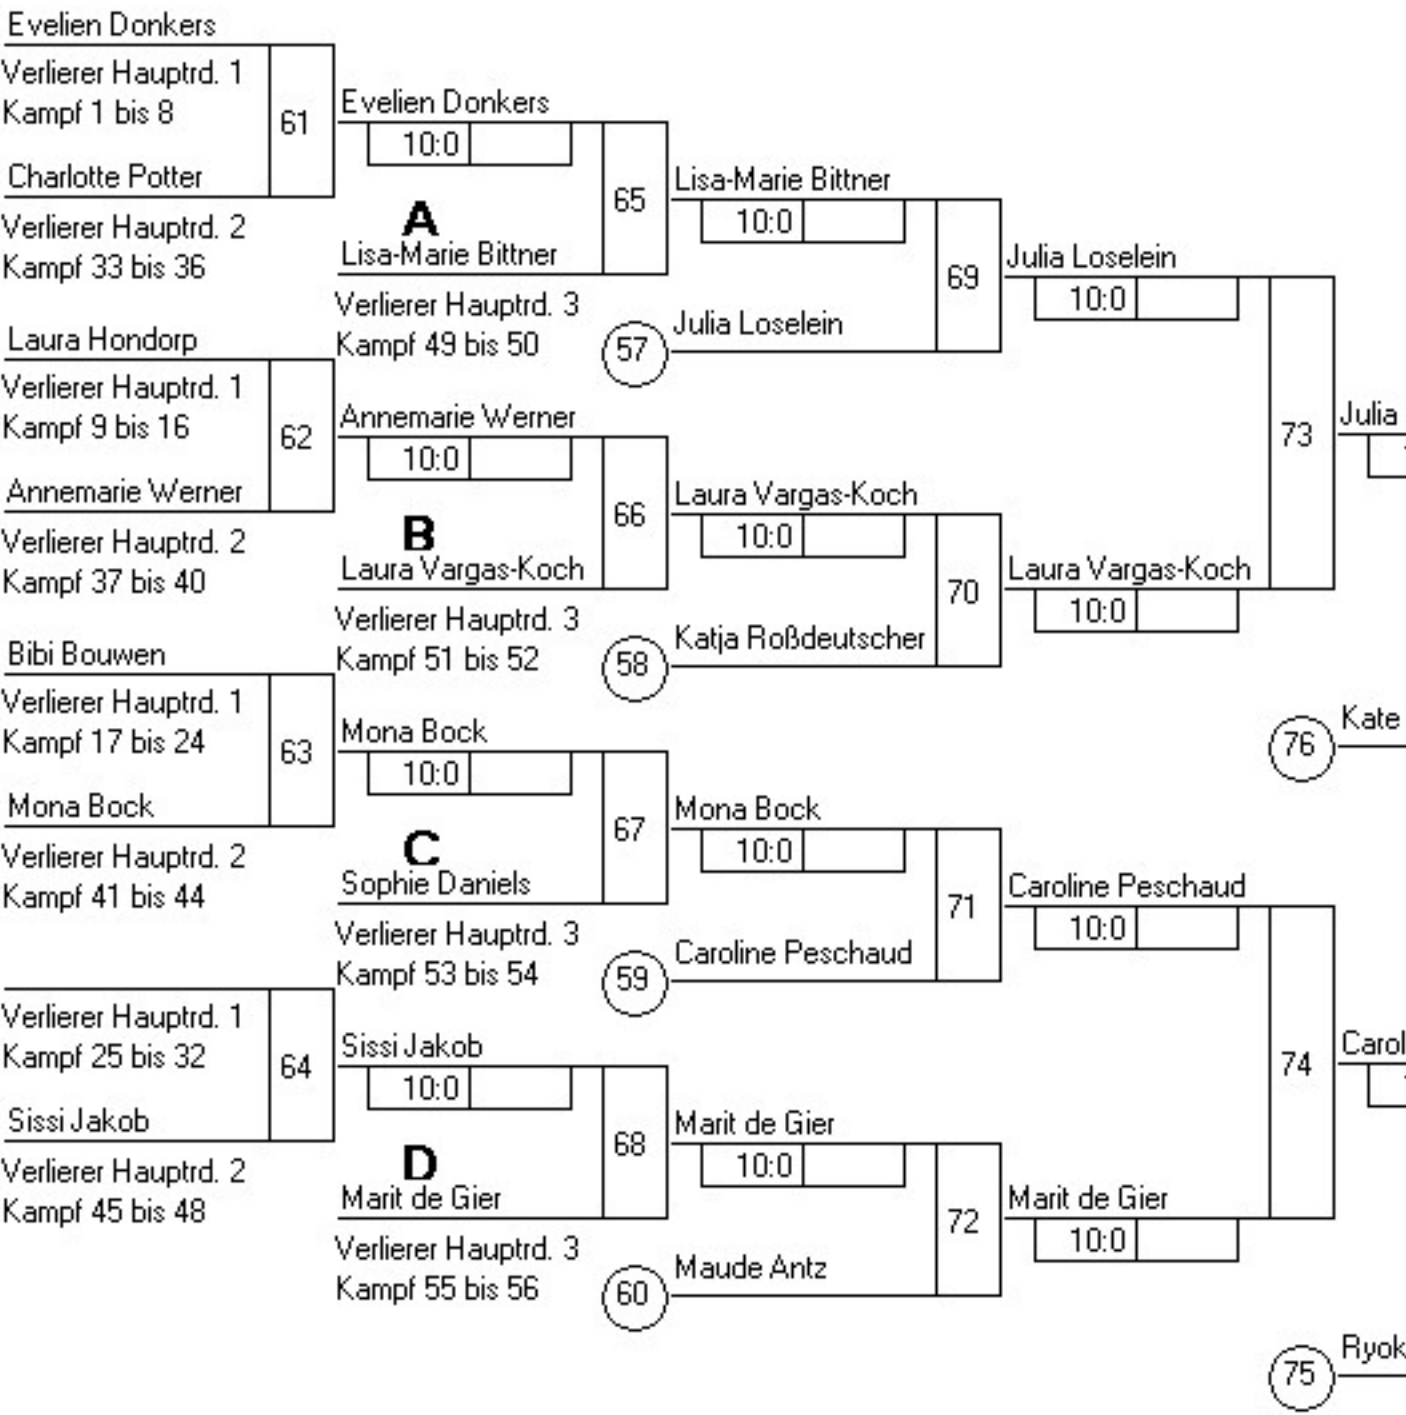 Evelien Donkers
Verlierer Hauptrd. 1
Kampf 1 bis 8
61
Charlotte Potter
Verlierer Hauptrd. 2
Kampf 33 bis 36
Laura Hondorp
Verlierer Hauptrd. 1
Kampf 9 bis 16
62
Annemarie Werner
Verlierer Hauptrd. 2
Kampf 37 bis 40
Bibi Bouwen
Verlierer Hauptrd. 1
Kampf 17 bis 24
63
Mona Bock
Verlierer Hauptrd. 2
Kampf 41 bis 44
Verlierer Hauptrd. 1
Kampf 25 bis 32
64
Sissi Jakob
Verlierer Hauptrd. 2
Kampf 45 bis 48
Evelien Donkers
10:0
A
65
Lisa-Marie Bittner
Verlierer Hauptrd. 3
Kampf 49 bis 50
Annemarie Werner
10:0
B
66
Laura Vargas-Koch
Verlierer Hauptrd. 3
Kampf 51 bis 52
Mona Bock
10:0
C
67
Sophie Daniels
Verlierer Hauptrd. 3
Kampf 53 bis 54
Sissi Jakob
10:0
D
68
Marit de Gier
Verlierer Hauptrd. 3
Kampf 55 bis 56
Lisa-Marie Bittner
10:0
69
57
Julia Loselein
Laura Vargas-Koch
10:0
70
58
Katja Roßdeutscher
Mona Bock
10:0
71
59
Caroline Peschaud
Marit de Gier
10:0
72
60
Maude Antz
Julia Loselein
10:0
73
Laura Vargas-Koch
10:0
Caroline Peschaud
10:0
74
Marit de Gier
10:0
Julia
76
Kate
Carol
75
Ryok